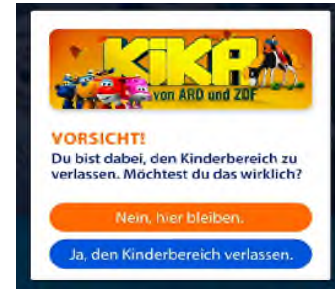 KiKA
von ARD und ZDF
VORSICHT!
Du bist dabei, den Kinderbereich zu
verlassen. Möchtest du das wirklich?
Nein, hier bleiben.
Ja, den Kinderbereich verlassen.